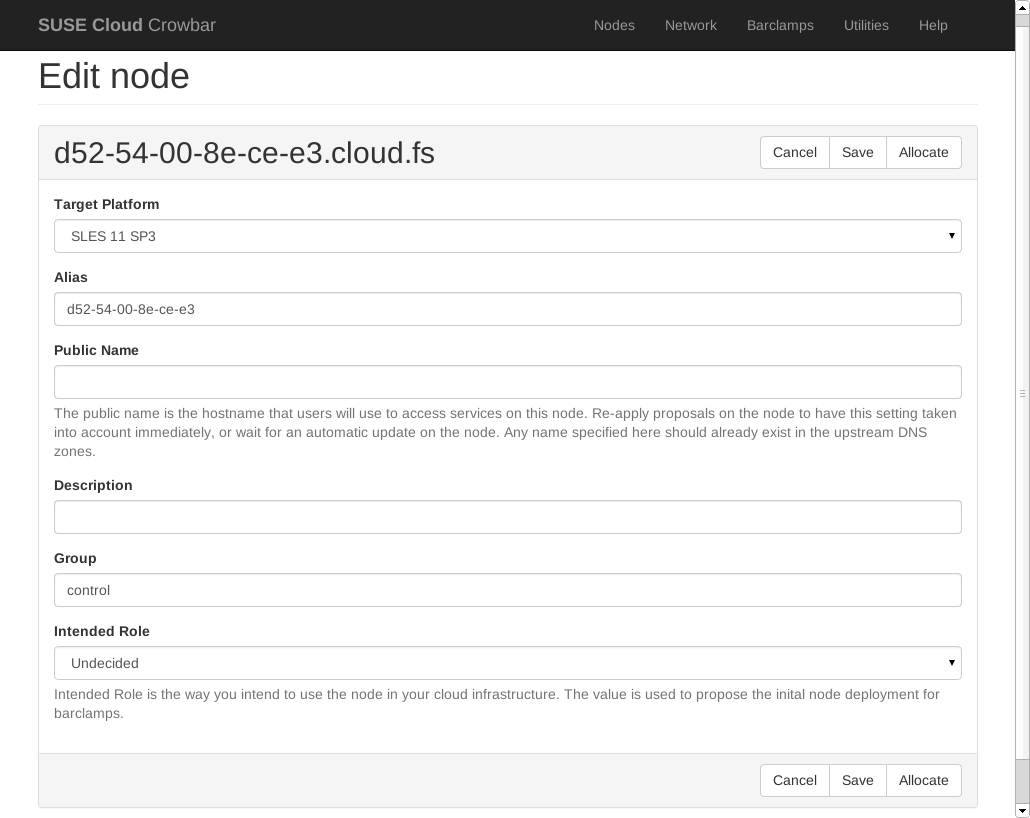 SUSE Cloud Crowbar
Nodes Network Barclamps Utilities Help
Edit node
d52-54-00-8e-ce-e3.cloud.fs
Cancel Save Allocate
Target Platform
SLES 11 SP3
Alias
d52-54-00-8e-ce-e3
Public Name
The public name is the hostname that users will use to access services on this node. Re-apply proposals on the node to have this setting taken
into account immediately, or wait for an automatic update on the node. Any name specified here should already exist in the upstream DNS
zones.
Description
Group
control
Intended Role
Undecided
Intended Role is the way you intend to use the node in your cloud infrastructure. The value is used to propose the inital node deployment for
barclamps.
Cancel Save Allocate